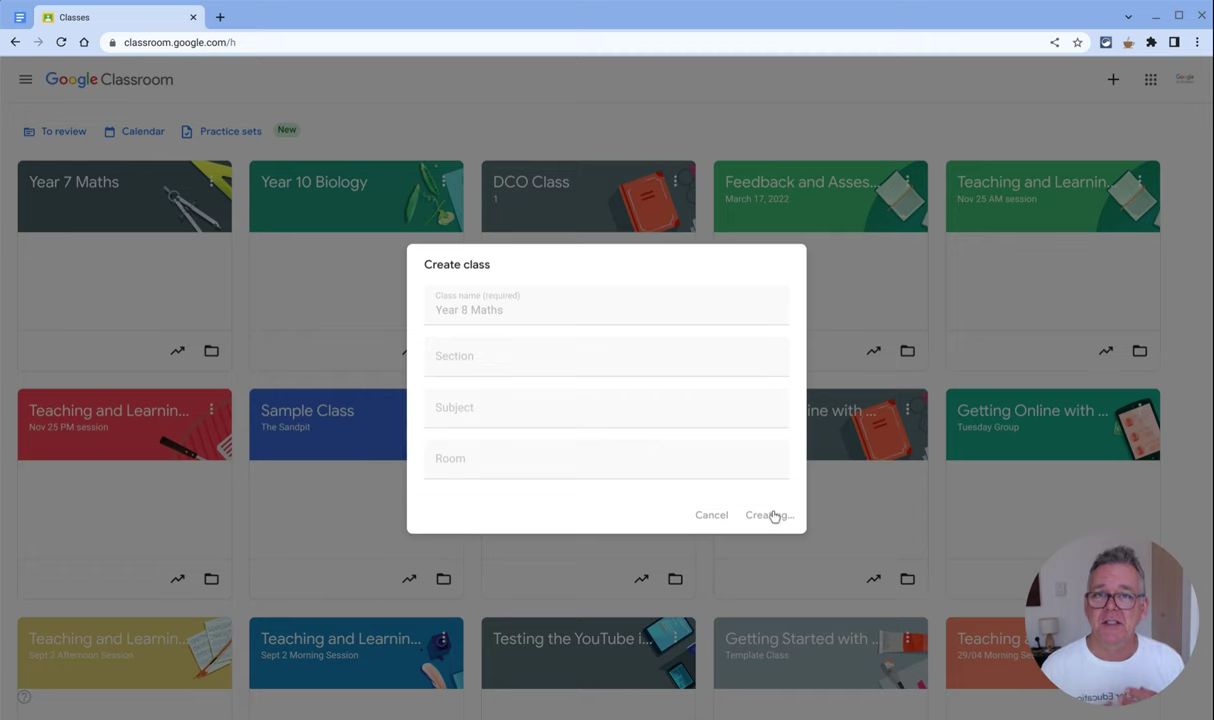 Classes
classroom.google.com/h
Google Classroom
To review
Calendar
Practice sets
New
Year 7 Maths
Year 10 Biology
DCO Class
1
Feedback and Asses...
March 17, 2022
Teaching and Learnin...
Nov 25 AM session
Create class
Class name (required)
Year 8 Maths
Section
Subject
Room
Cancel
Creating...
Teaching and Learnin...
Nov 25 PM session
Sample Class
The Sandpit
ine with ...
Getting Online with ...
Tuesday Group
Teaching and Learnin...
Sept 2 Afternoon Session
Teaching and Learning...
Sept 2 Morning Session
Testing the YouTube i...
Getting Started with ...
Template Class
Teaching
29/04 Morning Se